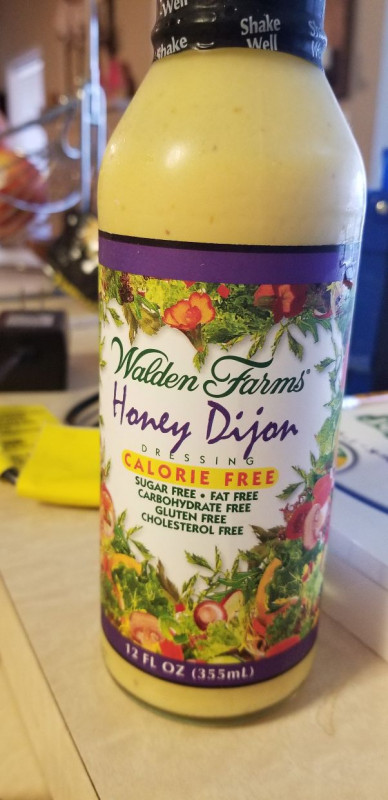 Well
Shake
Shake
Well
Walden Farms
Honey Dijon
DRESSING
CALORIE FREE
SUGAR FREE • FAT FREE
CARBOHYDRATE FREE
GLUTEN FREE
CHOLESTEROL FREE
12 FL OZ (355mL)